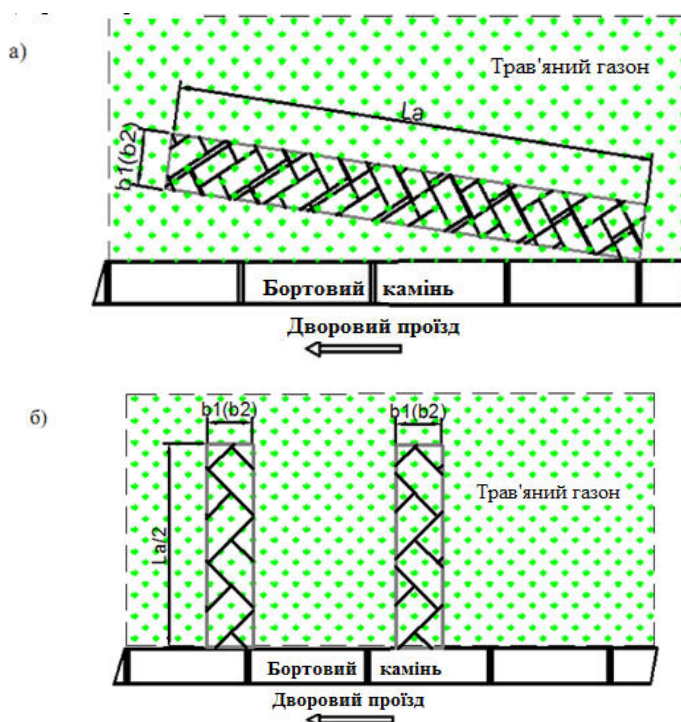 а)
Трав'яний газон
La
b1(b2)
Бортовий камінь
Дворовий проїзд
б)
b1(b2) b1(b2)
Трав'яний газон
La/2
Бортовий камінь
Дворовий проїзд